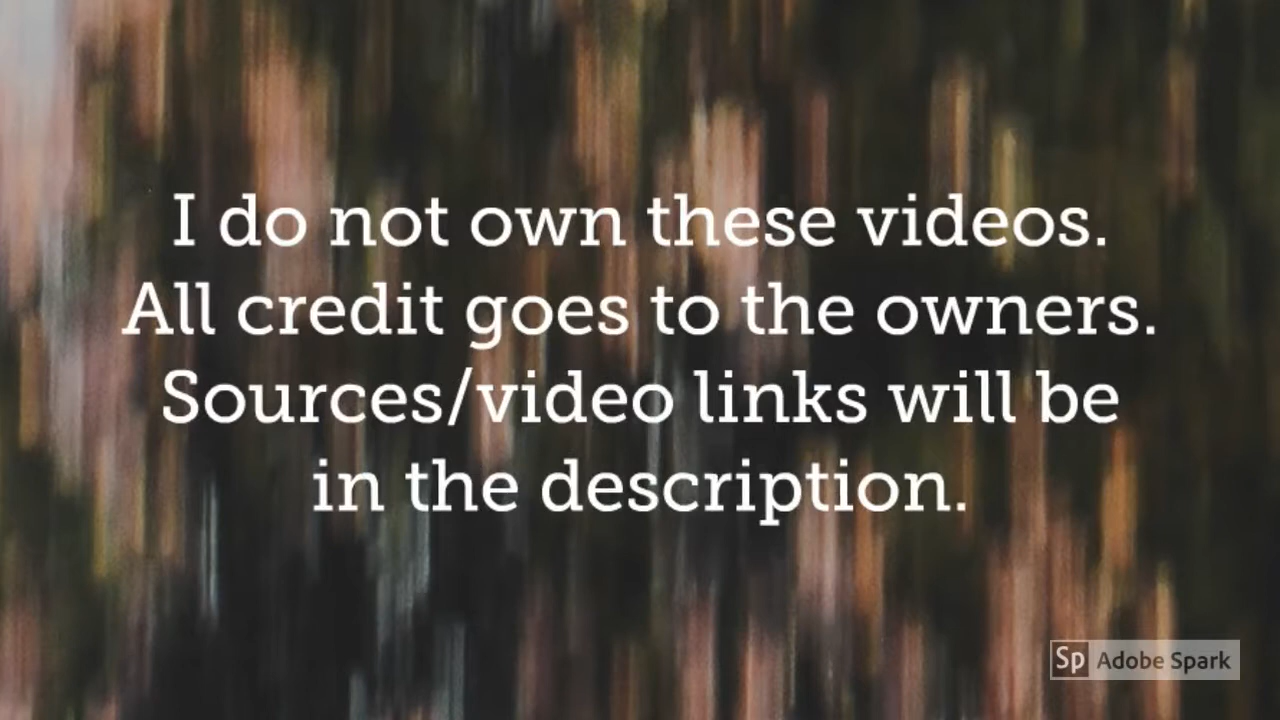 I do not own these videos.
All credit goes to the owners.
Sources/video links will be
in the description.
Sp Adobe Spark